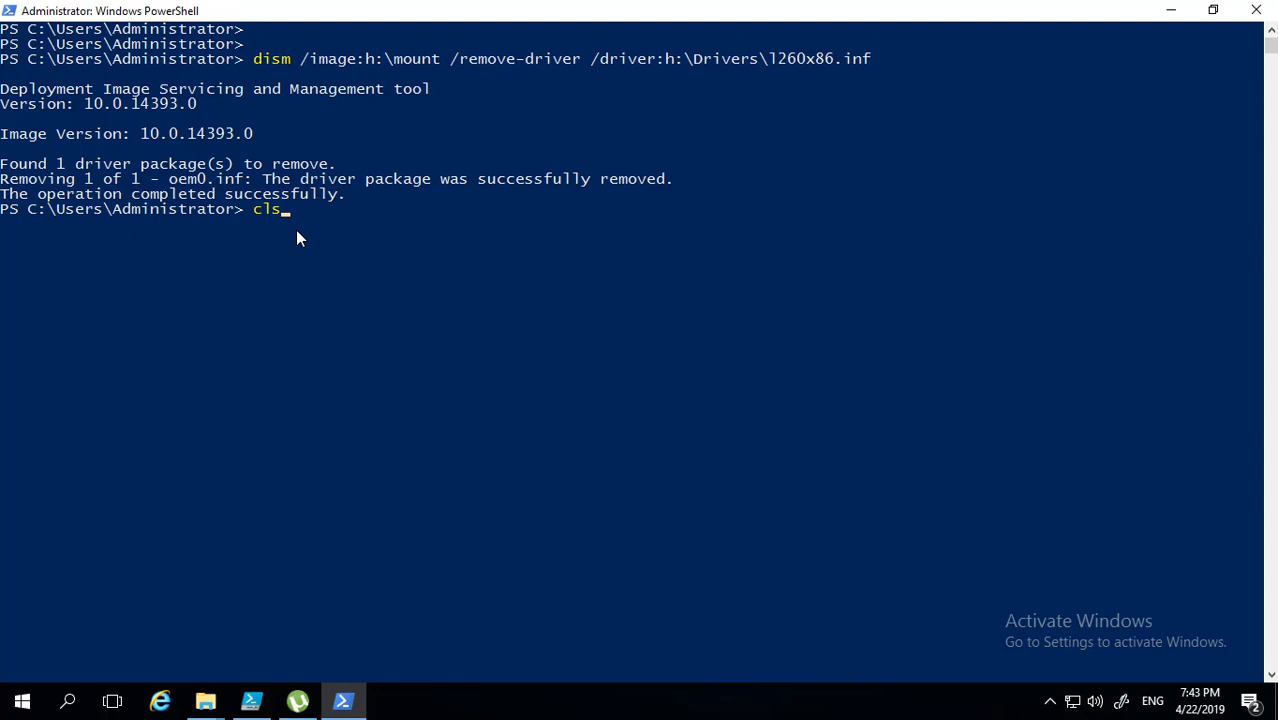 Administrator: Windows PowerShell
PS C:\Users\Administrator>
PS C:\Users\Administrator>
PS C:\Users\Administrator> dism /image:h:\mount /remove-driver /driver:h:\Drivers\l260x86.inf
Deployment Image Servicing and Management tool
Version: 10.0.14393.0
Image Version: 10.0.14393.0
Found 1 driver package(s) to remove.
Removing 1 of 1 - oem0.inf: The driver package was successfully removed.
The operation completed successfully.
PS C:\Users\Administrator> cls_
Activate Windows
Go to Settings to activate Windows.
ENG
7:43 PM
4/22/2019
2